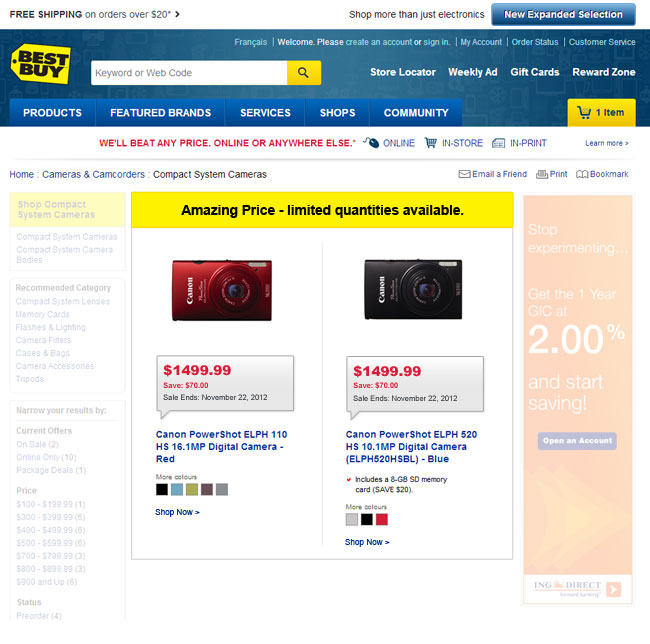 FREE SHIPPING on orders over $20* >
Shop more than just electronics
New Expanded Selection
Français | Welcome. Please create an account or sign in. | My Account | Order Status | Customer Service
BEST BUY
Keyword or Web Code
Store Locator Weekly Ad Gift Cards Reward Zone
PRODUCTS FEATURED BRANDS SERVICES SHOPS COMMUNITY
1 Item
WE'LL BEAT ANY PRICE. ONLINE OR ANYWHERE ELSE.* ONLINE IN-STORE IN-PRINT Learn more >
Home : Cameras & Camcorders : Compact System Cameras
Email a Friend Print Bookmark
Shop Compact
System Cameras
Compact System Cameras
Compact System Camera
Bodies
Recommended Category
Compact System Lenses
Memory Cards
Flashes & Lighting
Camera Filters
Cases & Bags
Camera Accessories
Tripods
Narrow your results by:
Current Offers
On Sale (2)
Online Only (10)
Package Deals (1)
Price
$100 - $199.99 (1)
$300 - $399.99 (6)
$400 - $499.99 (6)
$500 - $599.99 (6)
$700 - $799.99 (3)
$800 - $899.99 (3)
$900 and Up (6)
Status
Preorder (4)
Amazing Price - limited quantities available.
Canon
$1499.99
Save: $70.00
Sale Ends: November 22, 2012
Canon PowerShot ELPH 110
HS 16.1MP Digital Camera -
Red
More colours
Shop Now >
Canon
$1499.99
Save: $70.00
Sale Ends: November 22, 2012
Canon PowerShot ELPH 520
HS 10.1MP Digital Camera
(ELPH520HSBL) - Blue
Includes a 8-GB SD memory
card (SAVE $20).
More colours
Shop Now >
Stop
experimenting...
Get the 1 Year
GIC at
2.00%
and start
saving!
Open an Account
ING DIRECT
forward banking